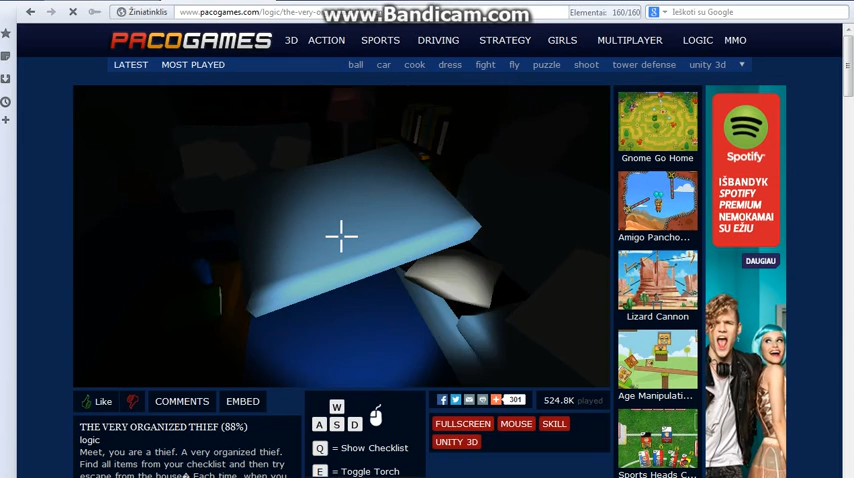 www.Bandicam.com
Žiniatinklis
www.pacogames.com/logic/the-very-o
Elementai: 160/160
Ieškoti su Google
PACOGAMES
3D ACTION SPORTS DRIVING STRATEGY GIRLS MULTIPLAYER LOGIC MMO
LATEST MOST PLAYED ball car cook dress fight fly puzzle shoot tower defense unity 3d
Gnome Go Home
Amigo Pancho...
Lizard Cannon
Age Manipulati...
Sports Heads C
Spotify
IŠBANDYK
SPOTIFY
PREMIUM
NEMOKAMAI
SU EŽIU
DAUGIAU
Like COMMENTS EMBED
301
524.8K played
THE VERY ORGANIZED THIEF (88%)
logic
Meet, you are a thief. A very organized thief.
Find all items from your checklist and then try
escape from the house� Each time, when you
W
A S D
Q = Show Checklist
E = Toggle Torch
FULLSCREEN MOUSE SKILL
UNITY 3D